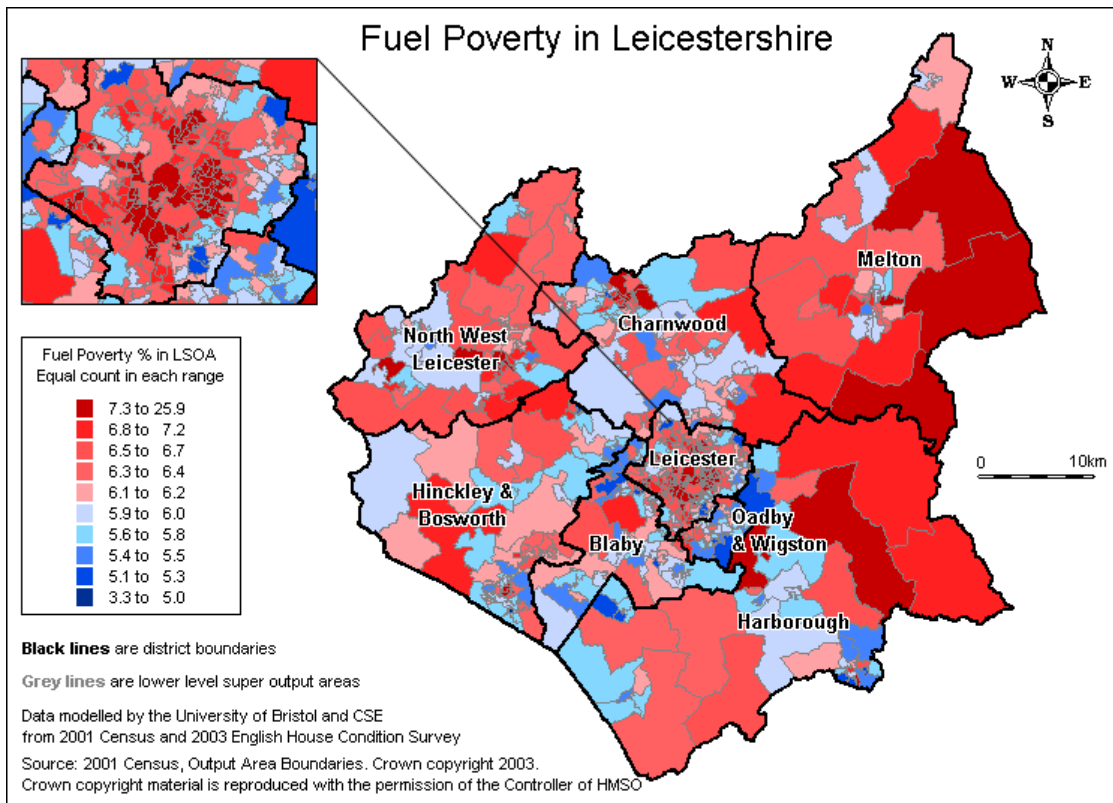 Fuel Poverty in Leicestershire
N
W E
S
Melton
Charnwood
North West
Leicester
Leicester
Hinckley &
Bosworth
Oadby
& Wigston
Blaby
Harborough
0 10km
Fuel Poverty % in LSOA
Equal count in each range
7.3 to 25.9
6.8 to 7.2
6.5 to 6.7
6.3 to 6.4
6.1 to 6.2
5.9 to 6.0
5.6 to 5.8
5.4 to 5.5
5.1 to 5.3
3.3 to 5.0
Black lines are district boundaries
Grey lines are lower level super output areas
Data modelled by the University of Bristol and CSE
from 2001 Census and 2003 English House Condition Survey
Source: 2001 Census, Output Area Boundaries. Crown copyright 2003.
Crown copyright material is reproduced with the permission of the Controller of HMSO